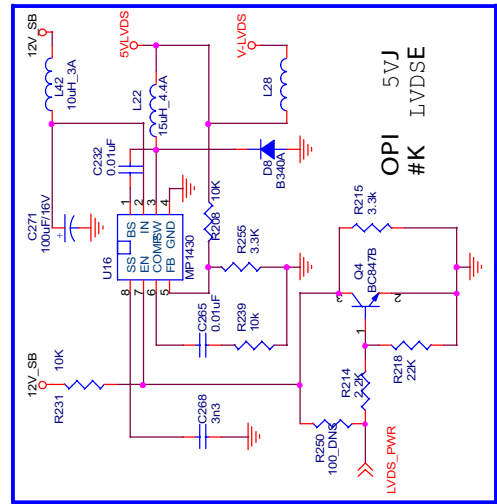 12V_SB
L42
10uH_3A
5VLVDS
V-LVDS
L22
15uH_4.4A
L28
C232
0.01uF
C271
100uF/16V
+
D8
B340A
1
2
3
4
BS
IN
SW
GND
SS
EN
COMP
FB
8
7
6
5
U16
MP1430
R208
10K
R255
3.3K
C265
0.01uF
R239
10k
12V_SB
R231
10K
C268
3n3
OPI 5VJ
#K LVDSE
R215
3.3k
Q4
BC847B
3
2
1
R218
22K
R214
2.2K
R250
100_DNS
LVDS_PWR